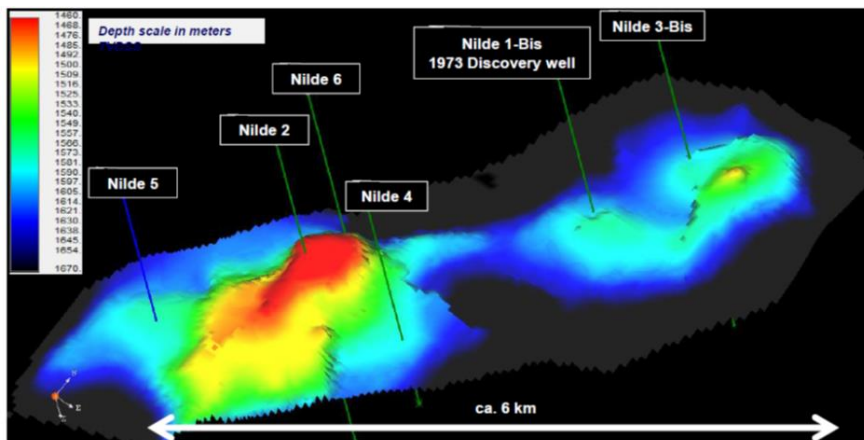 1460.
1468.
1476.
1485.
1492.
1500.
1509.
1516.
1525.
1533.
1540.
1549.
1557.
1566.
1573.
1581.
1590.
1597.
1605.
1614.
1621.
1630.
1638.
1645.
1654.
1670.
Depth scale in meters
Nilde 3-Bis
Nilde 1-Bis
1973 Discovery well
Nilde 6
Nilde 2
Nilde 5
Nilde 4
ca. 6 km